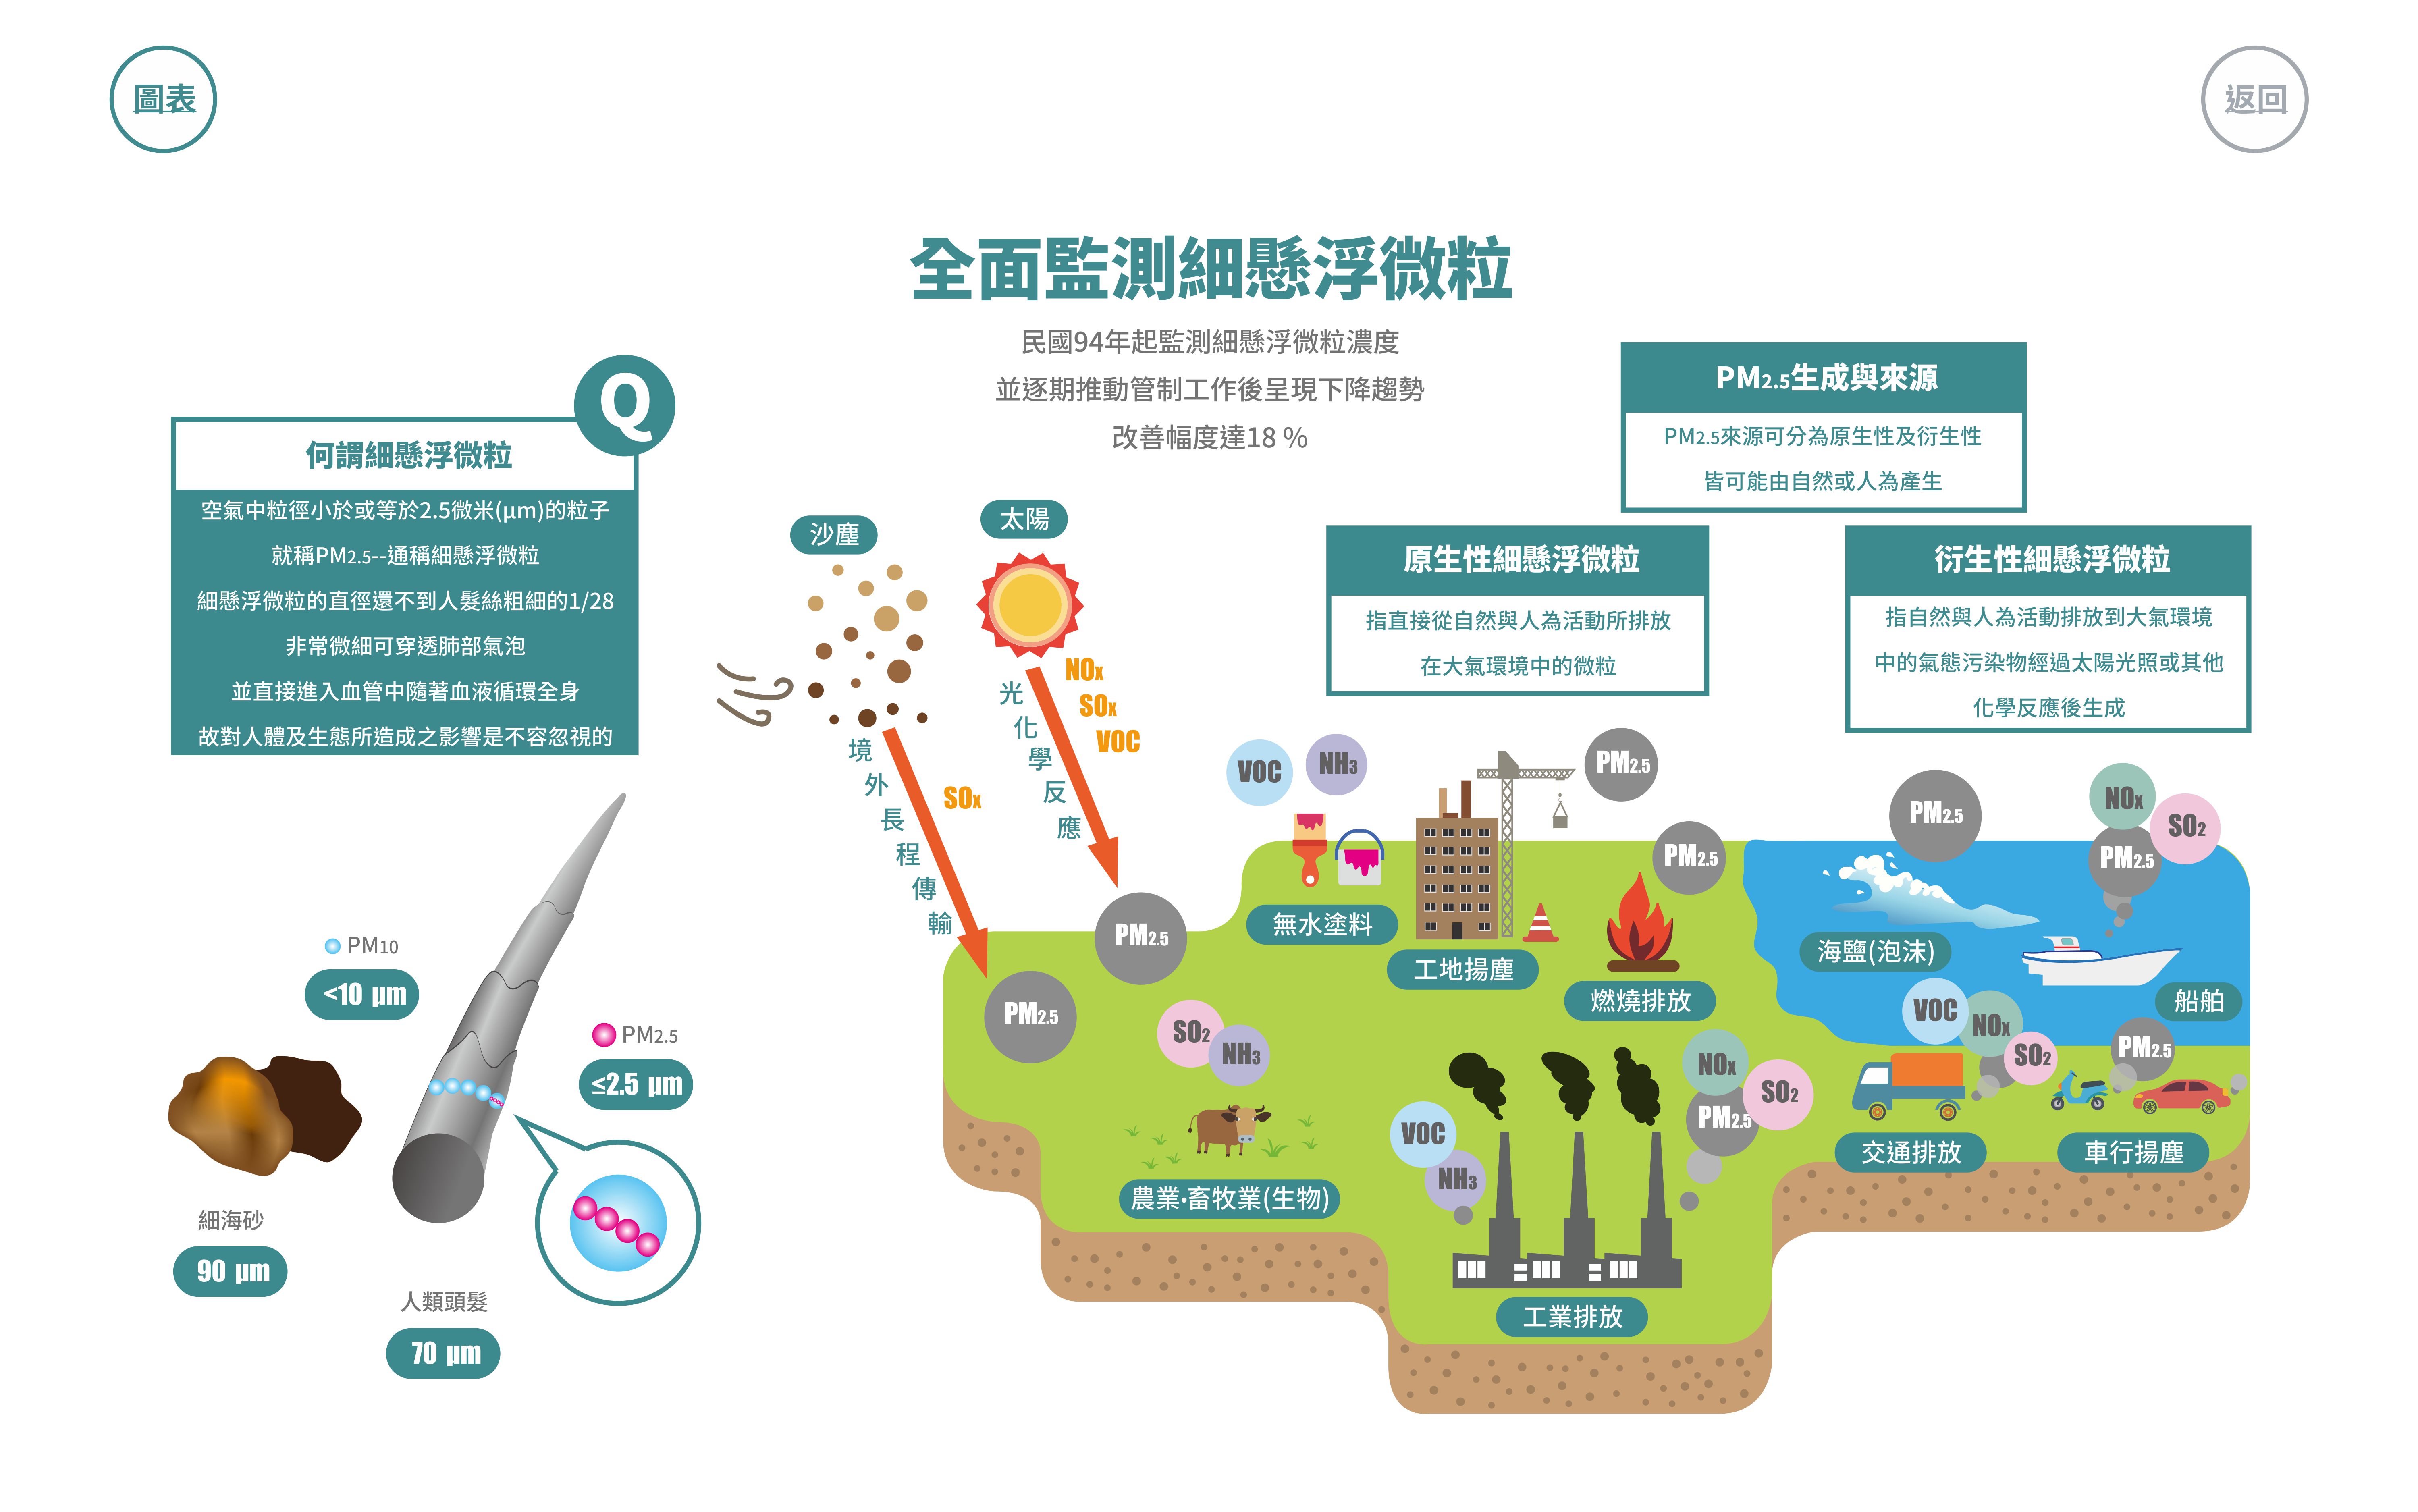 圖表
返回
全面監測細懸浮微粒
民國94年起監測細懸浮微粒濃度
並逐期推動管制工作後呈現下降趨勢
改善幅度達18 %
Q
何謂細懸浮微粒
空氣中粒徑小於或等於2.5微米(μm)的粒子
就稱PM2.5--通稱細懸浮微粒
細懸浮微粒的直徑還不到人髮絲粗細的1/28
非常微細可穿透肺部氣泡
並直接進入血管中隨著血液循環全身
故對人體及生態所造成之影響是不容忽視的
PM10
<10 μm
PM2.5
≤2.5 μm
細海砂
90 μm
人類頭髮
70 μm
PM2.5生成與來源
PM2.5來源可分為原生性及衍生性
皆可能由自然或人為產生
原生性細懸浮微粒
指直接從自然與人為活動所排放
在大氣環境中的微粒
衍生性細懸浮微粒
指自然與人為活動排放到大氣環境
中的氣態污染物經過太陽光照或其他
化學反應後生成
沙塵
太陽
境外長程傳輸
SOx
光化學反應
NOx
SOx
VOC
PM2.5
PM2.5
VOC
NH3
無水塗料
PM2.5
工地揚塵
PM2.5
燃燒排放
SO2
NH3
農業•畜牧業(生物)
VOC
NH3
NOx
SO2
PM2.5
工業排放
PM2.5
海鹽(泡沫)
NOx
SO2
PM2.5
船舶
VOC
NOx
SO2
交通排放
PM2.5
車行揚塵